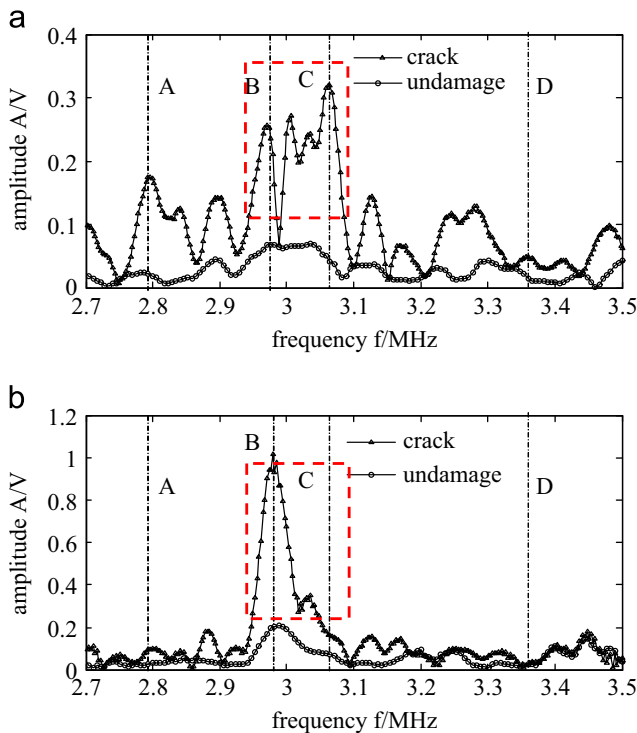 a
0.4
0.3
0.2
0.1
0
amplitude A/V
A
B
C
D
crack
undamage
2.7 2.8 2.9 3 3.1 3.2 3.3 3.4 3.5
frequency f/MHz
b
1.2
1
0.8
0.6
0.4
0.2
0
amplitude A/V
A
B
C
D
crack
undamage
2.7 2.8 2.9 3 3.1 3.2 3.3 3.4 3.5
frequency f/MHz